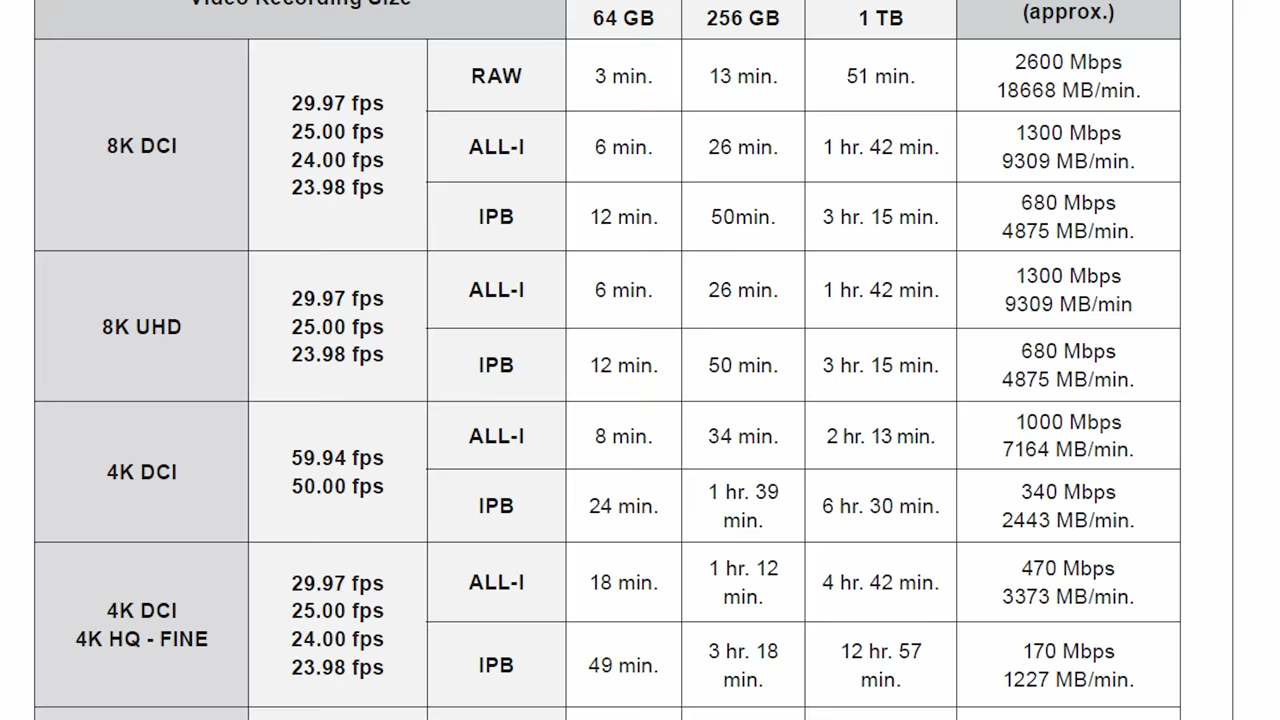 Video Recording Size
64 GB 256 GB 1 TB (approx.)
8K DCI
29.97 fps
25.00 fps
24.00 fps
23.98 fps
RAW 3 min. 13 min. 51 min. 2600 Mbps
18668 MB/min.
ALL-I 6 min. 26 min. 1 hr. 42 min. 1300 Mbps
9309 MB/min.
IPB 12 min. 50min. 3 hr. 15 min. 680 Mbps
4875 MB/min.
8K UHD
29.97 fps
25.00 fps
23.98 fps
ALL-I 6 min. 26 min. 1 hr. 42 min. 1300 Mbps
9309 MB/min
IPB 12 min. 50 min. 3 hr. 15 min. 680 Mbps
4875 MB/min.
4K DCI
59.94 fps
50.00 fps
ALL-I 8 min. 34 min. 2 hr. 13 min. 1000 Mbps
7164 MB/min.
IPB 24 min. 1 hr. 39
min. 6 hr. 30 min. 340 Mbps
2443 MB/min.
4K DCI
4K HQ - FINE
29.97 fps
25.00 fps
24.00 fps
23.98 fps
ALL-I 18 min. 1 hr. 12
min. 4 hr. 42 min. 470 Mbps
3373 MB/min.
IPB 49 min. 3 hr. 18
min. 12 hr. 57
min. 170 Mbps
1227 MB/min.